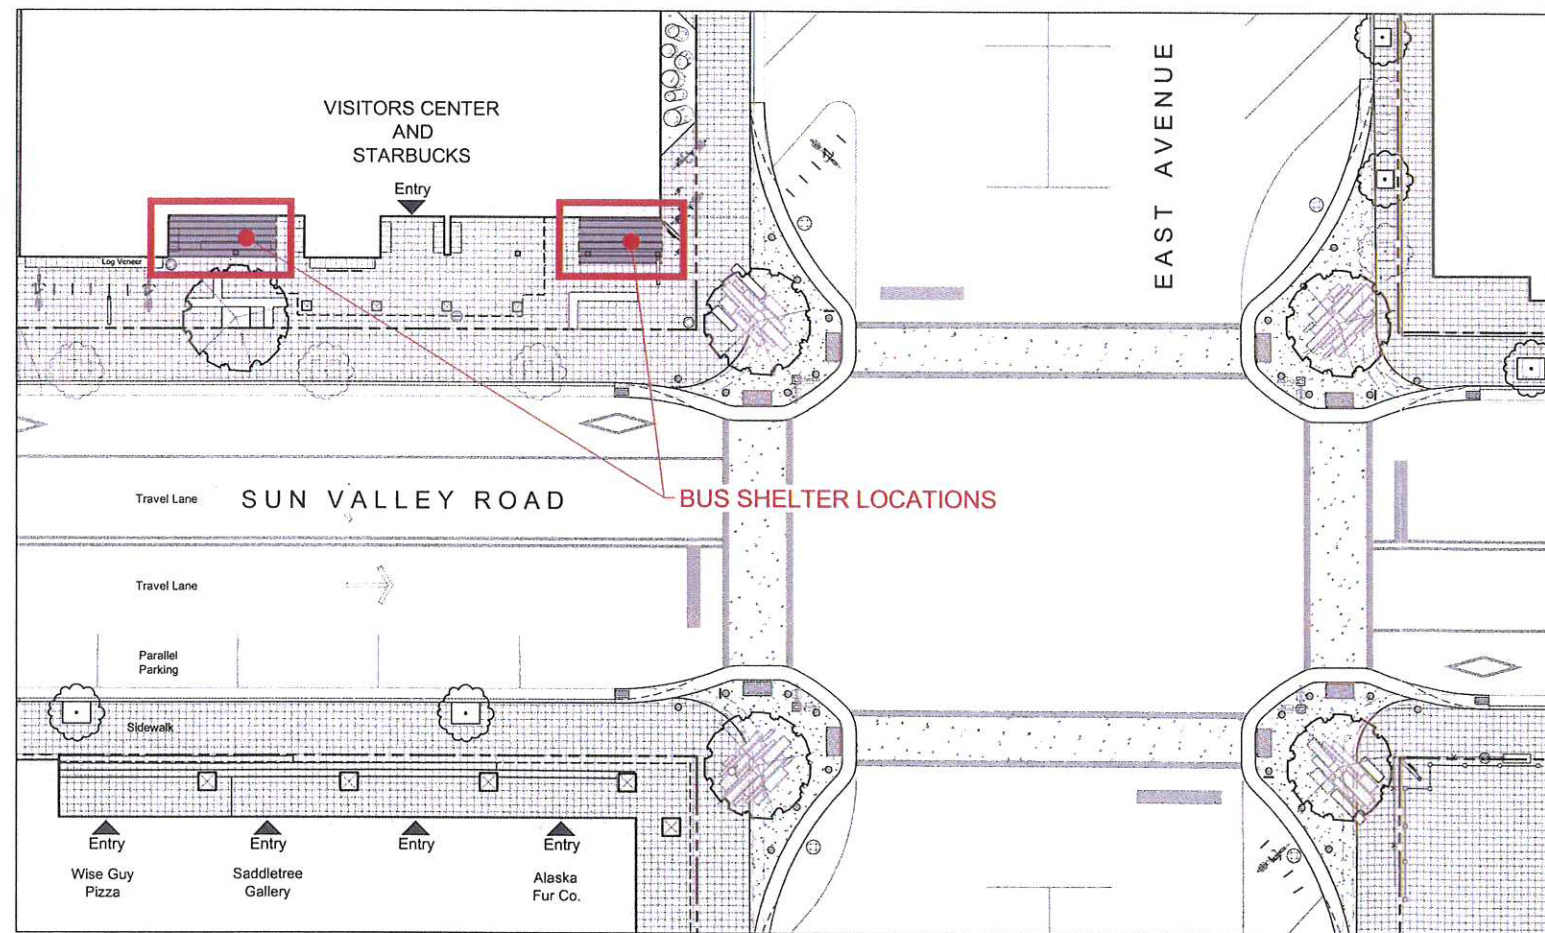 VISITORS CENTER
AND
STARBUCKS
Entry
EAST AVENUE
Log Veneer
Travel Lane
SUN VALLEY ROAD
BUS SHELTER LOCATIONS
Travel Lane
Parallel
Parking
Sidewalk
Entry
Entry
Entry
Entry
Wise Guy
Pizza
Saddletree
Gallery
Alaska
Fur Co.